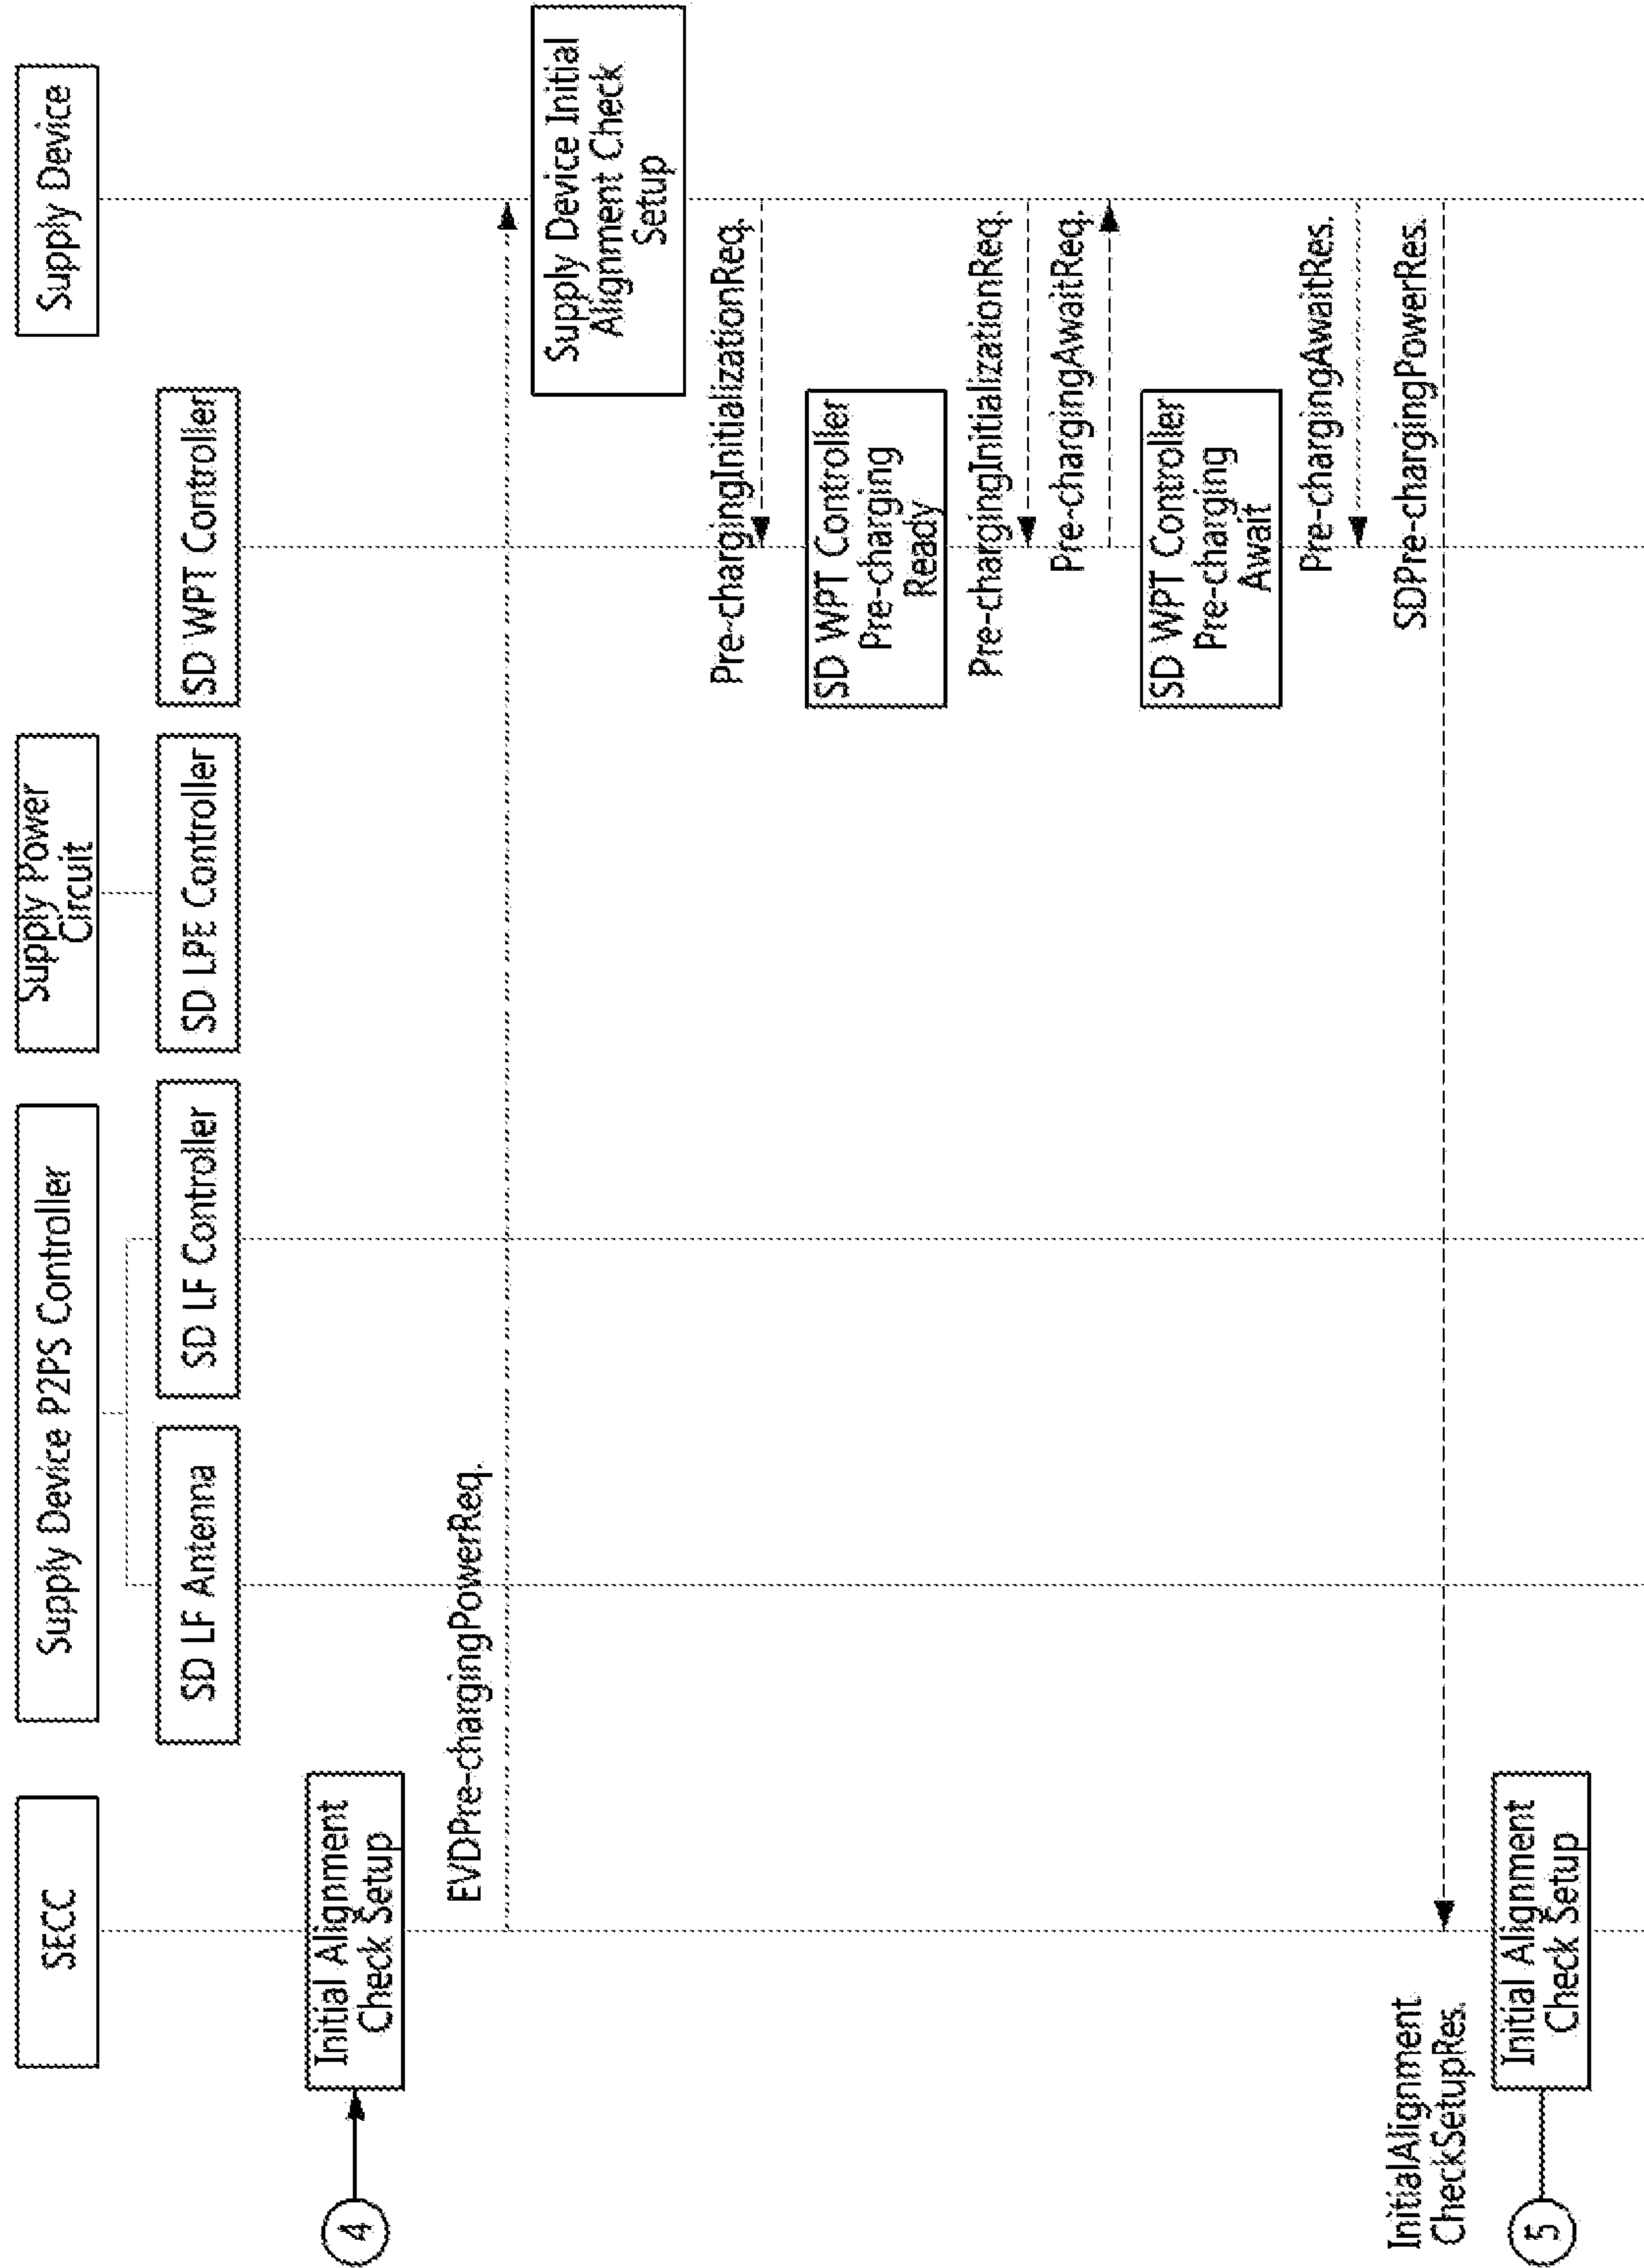 SECC
Supply Device P2PS Controller
Supply Power
Circuit
Supply Device
SD LF Antenna
SD LF Controller
SD LPE Controller
SD WPT Controller
4
Initial Alignment
Check Setup
EVDPre-chargingPowerReq.
Supply Device Initial
Alignment Check
Setup
Pre-chargingInitializationReq.
SD WPT Controller
Pre-charging
Ready
Pre-chargingInitializationReq.
Pre-chargingAwaitReq.
SD WPT Controller
Pre-charging
Await
Pre-chargingAwaitRes.
SDPre-chargingPowerRes.
InitialAlignment
CheckSetupRes.
5
Initial Alignment
Check Setup